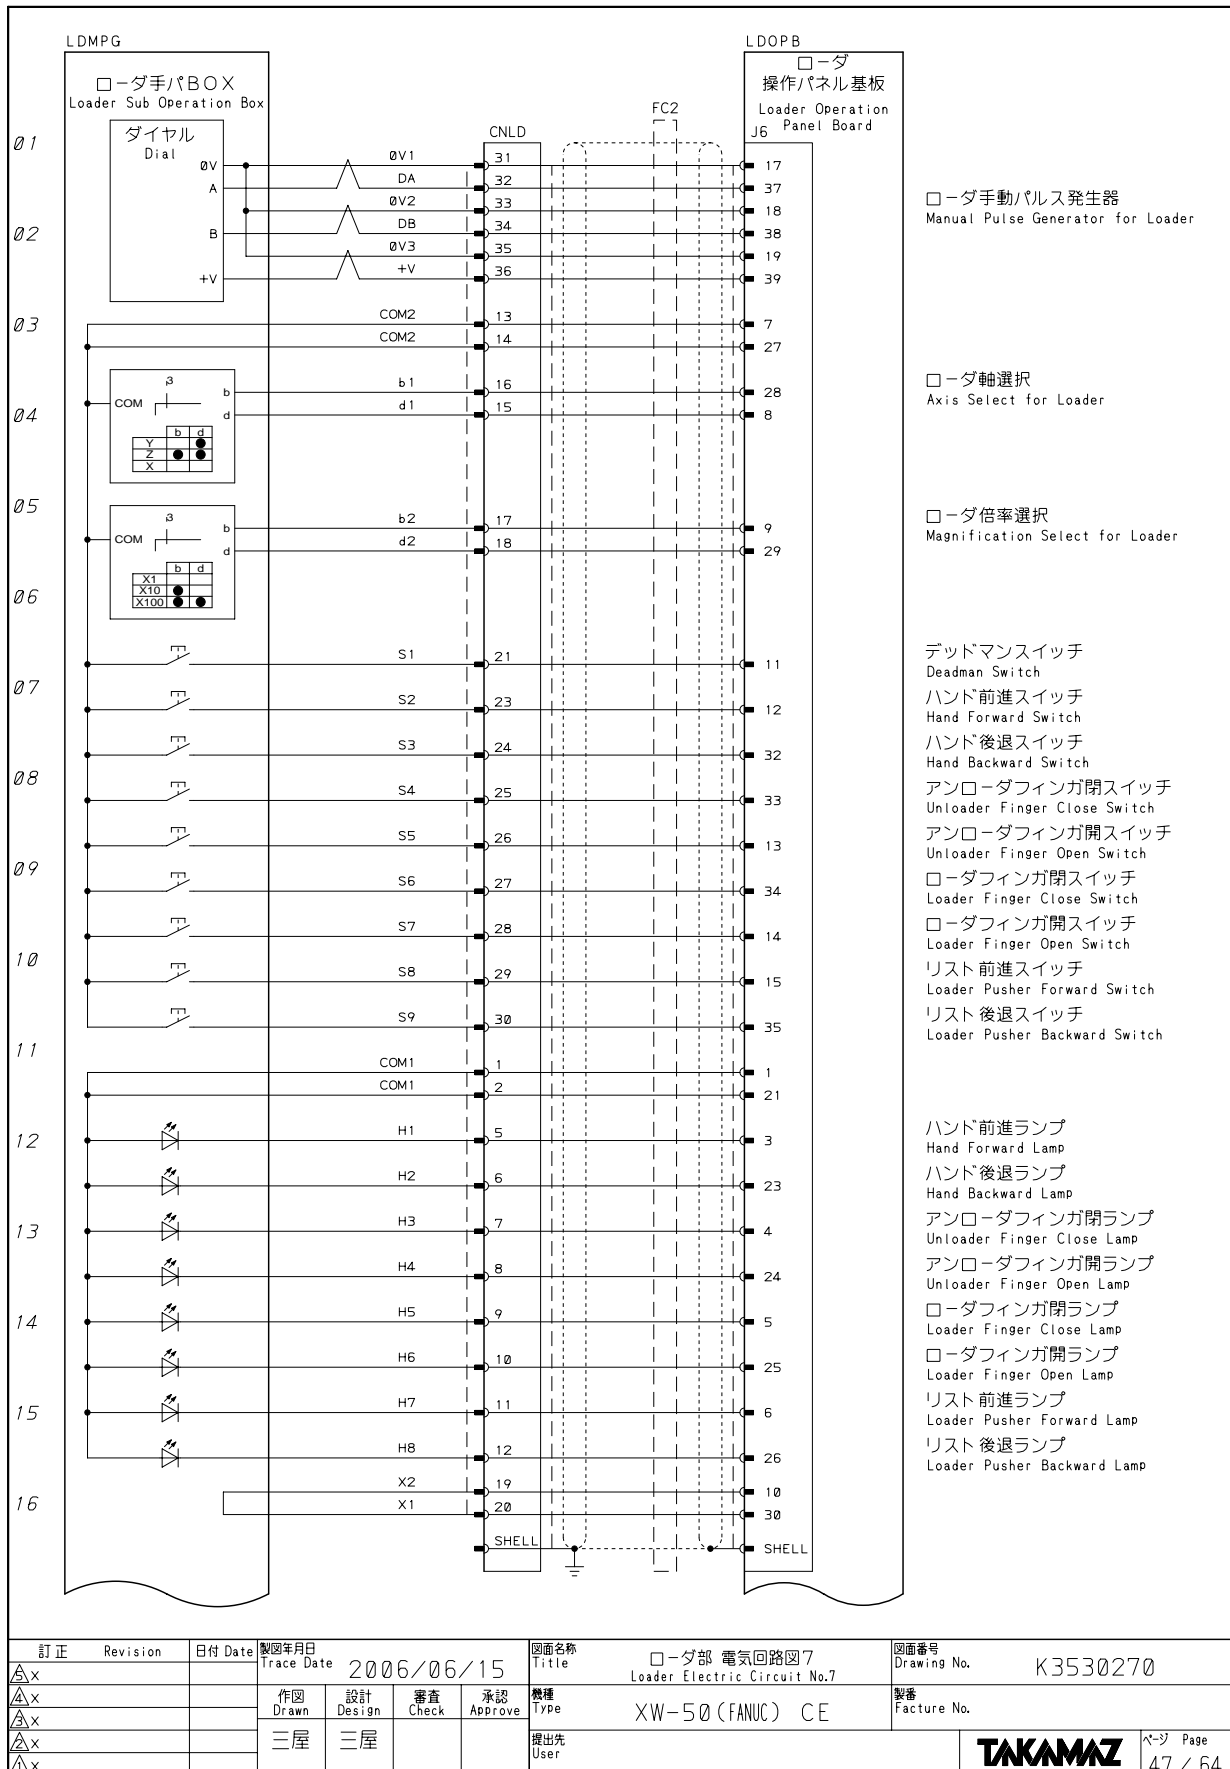 LDMPG
LDOPB
ローダ手パBOX
Loader Sub Operation Box
ローダ
操作パネル基板
Loader Operation
Panel Board
FC2
CNLD
J6
01
ダイヤル
Dial
0V 0V1 31 17
A DA 32 37
0V2 33 18
B DB 34 38
0V3 35 19
+V +V 36 39
ローダ手動パルス発生器
Manual Pulse Generator for Loader
02
03
COM2 13 7
COM2 14 27
3
COM
b b1 16 28
d d1 15 8
b d
Y
Z
X
ローダ軸選択
Axis Select for Loader
04
05
3
COM
b b2 17 9
d d2 18 29
b d
X1
X10
X100
ローダ倍率選択
Magnification Select for Loader
06
S1 21 11
デッドマンスイッチ
Deadman Switch
07
S2 23 12
ハンド前進スイッチ
Hand Forward Switch
S3 24 32
ハンド後退スイッチ
Hand Backward Switch
08
S4 25 33
アンローダフィンガ閉スイッチ
Unloader Finger Close Switch
S5 26 13
アンローダフィンガ開スイッチ
Unloader Finger Open Switch
09
S6 27 34
ローダフィンガ閉スイッチ
Loader Finger Close Switch
S7 28 14
ローダフィンガ開スイッチ
Loader Finger Open Switch
10
S8 29 15
リスト前進スイッチ
Loader Pusher Forward Switch
S9 30 35
リスト後退スイッチ
Loader Pusher Backward Switch
11
COM1 1 1
COM1 2 21
12
H1 5 3
ハンド前進ランプ
Hand Forward Lamp
H2 6 23
ハンド後退ランプ
Hand Backward Lamp
13
H3 7 4
アンローダフィンガ閉ランプ
Unloader Finger Close Lamp
H4 8 24
アンローダフィンガ開ランプ
Unloader Finger Open Lamp
14
H5 9 5
ローダフィンガ閉ランプ
Loader Finger Close Lamp
H6 10 25
ローダフィンガ開ランプ
Loader Finger Open Lamp
15
H7 11 6
リスト前進ランプ
Loader Pusher Forward Lamp
H8 12 26
リスト後退ランプ
Loader Pusher Backward Lamp
16
X2 19 10
X1 20 30
SHELL SHELL
訂正 Revision 日付 Date
5 x
4 x
3 x
2 x
1 x
製図年月日
Trace Date 2006/06/15
作図 設計 審査 承認
Drawn Design Check Approve
三屋 三屋
図面名称
Title
ローダ部 電気回路図7
Loader Electric Circuit No.7
機種
Type XW-50(FANUC) CE
提出先
User
図面番号
Drawing No. K3530270
製番
Facture No.
TAKAMAZ
ページ Page
47 / 64